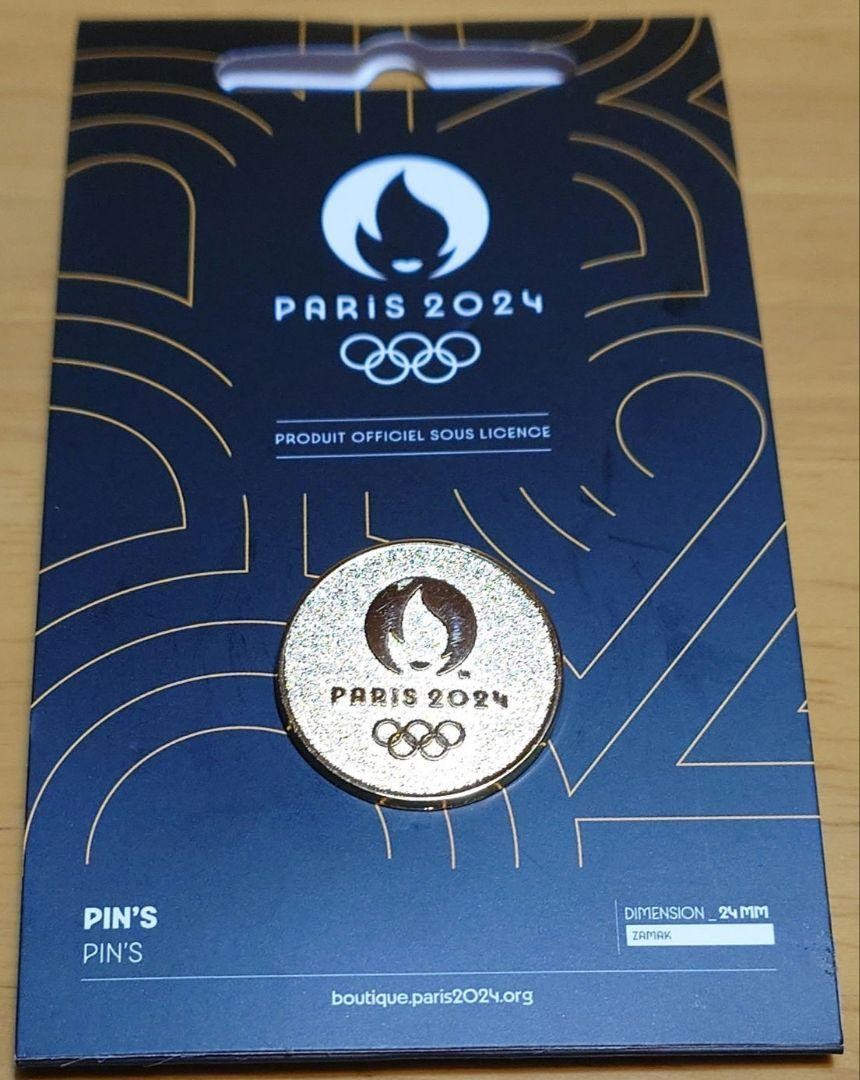 PARIS 2024
PRODUIT OFFICIEL SOUS LICENCE
PARIS 2024
PIN'S
PIN'S
DIMENSION _ 24 MM
ZAMAK
boutique.paris2024.org